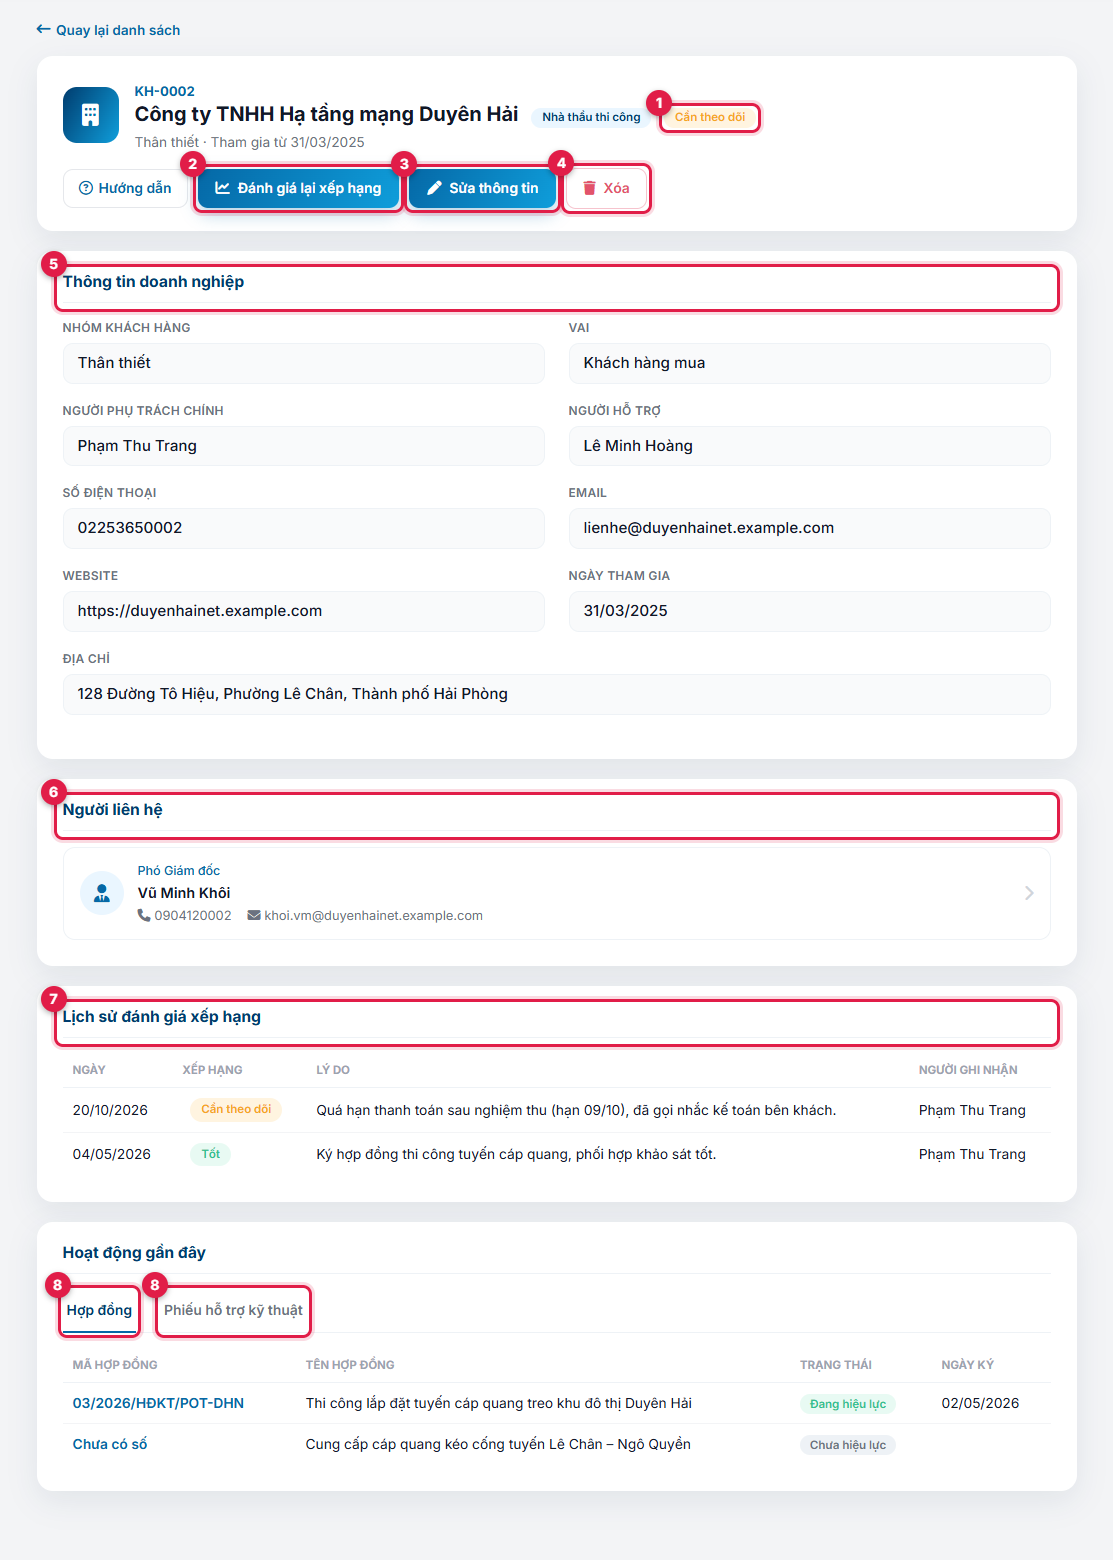 Quay lại danh sách
KH-0002
Công ty TNHH Hạ tầng mạng Duyên Hải Nhà thầu thi công 1 Cần theo dõi
Thân thiết · Tham gia từ 31/03/2025
2 3 4
Hướng dẫn Đánh giá lại xếp hạng Sửa thông tin Xóa
5
Thông tin doanh nghiệp
NHÓM KHÁCH HÀNG VAI
Thân thiết Khách hàng mua
NGƯỜI PHỤ TRÁCH CHÍNH NGƯỜI HỖ TRỢ
Phạm Thu Trang Lê Minh Hoàng
SỐ ĐIỆN THOẠI EMAIL
02253650002 lienhe@duyenhainet.example.com
WEBSITE NGÀY THAM GIA
https://duyenhainet.example.com 31/03/2025
ĐỊA CHỈ
128 Đường Tô Hiệu, Phường Lê Chân, Thành phố Hải Phòng
6
Người liên hệ
Phó Giám đốc
Vũ Minh Khôi
0904120002 khoi.vm@duyenhainet.example.com
7
Lịch sử đánh giá xếp hạng
NGÀY XẾP HẠNG LÝ DO NGƯỜI GHI NHẬN
20/10/2026 Cần theo dõi Quá hạn thanh toán sau nghiệm thu (hạn 09/10), đã gọi nhắc kế toán bên khách. Phạm Thu Trang
04/05/2026 Tốt Ký hợp đồng thi công tuyến cáp quang, phối hợp khảo sát tốt. Phạm Thu Trang
Hoạt động gần đây
8 8
Hợp đồng Phiếu hỗ trợ kỹ thuật
MÃ HỢP ĐỒNG TÊN HỢP ĐỒNG TRẠNG THÁI NGÀY KÝ
03/2026/HĐKT/POT-DHN Thi công lắp đặt tuyến cáp quang treo khu đô thị Duyên Hải Đang hiệu lực 02/05/2026
Chưa có số Cung cấp cáp quang kéo cống tuyến Lê Chân – Ngô Quyền Chưa hiệu lực